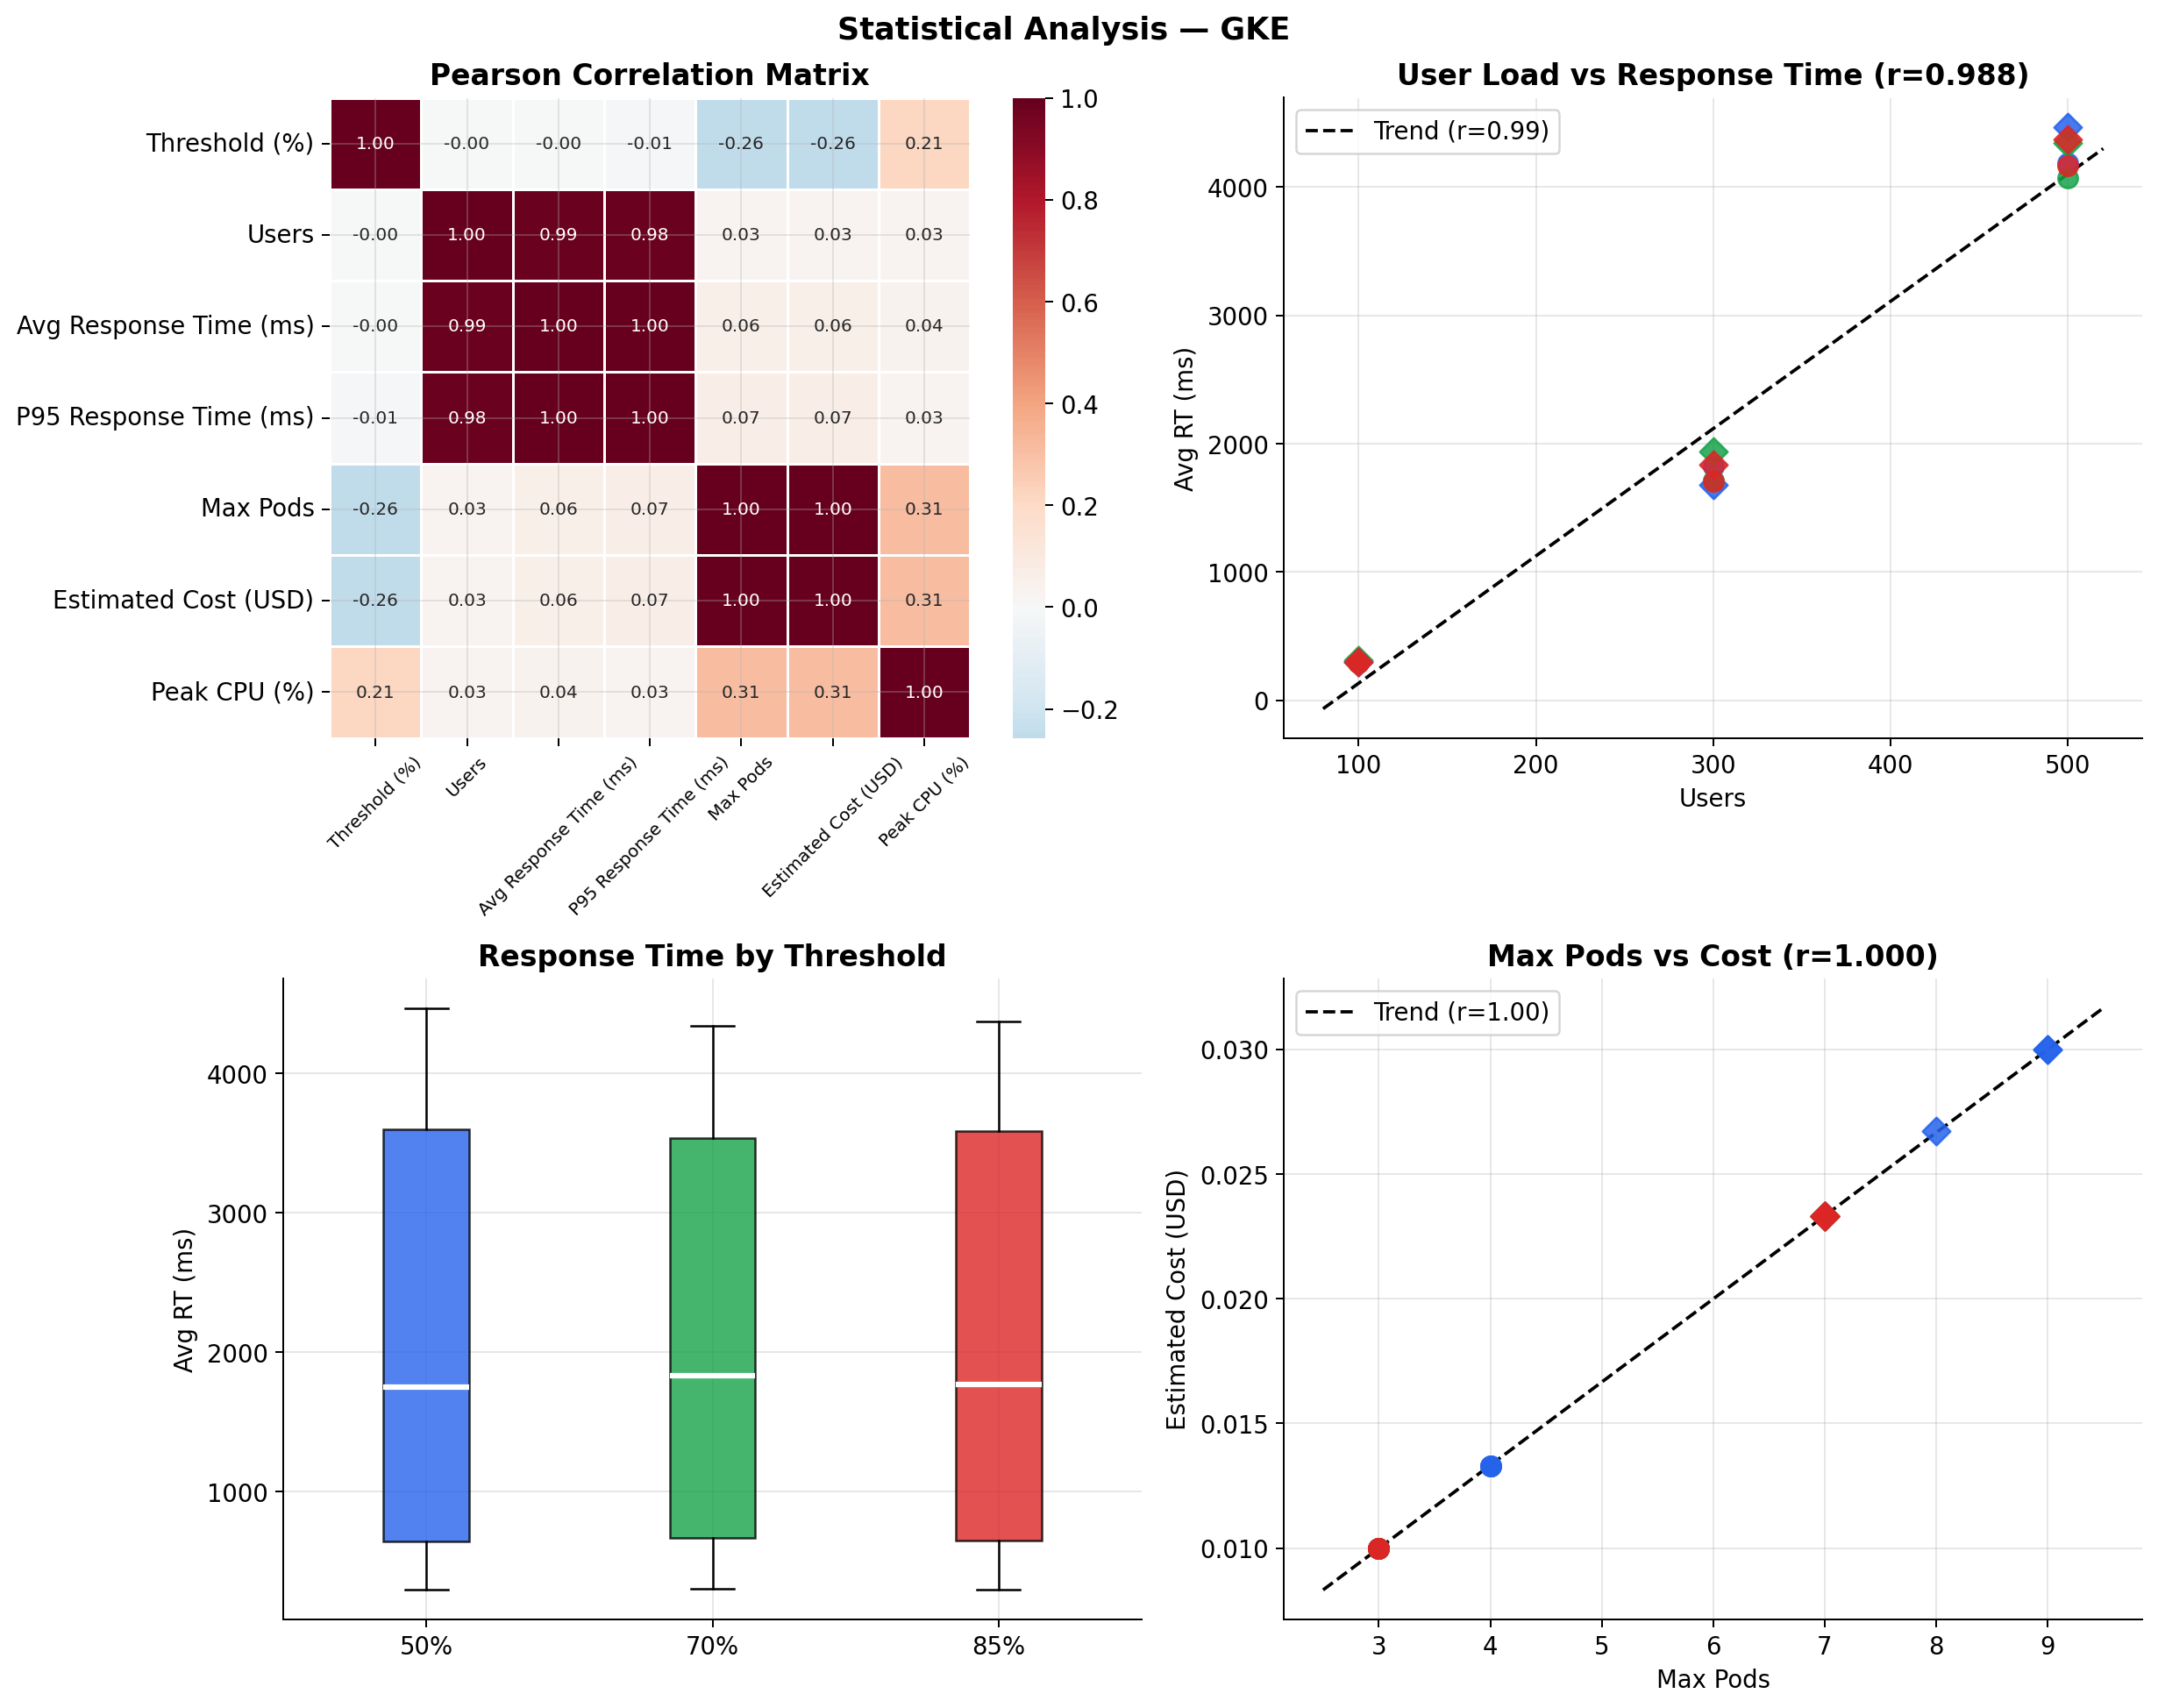 Statistical Analysis — GKE
Pearson Correlation Matrix
Threshold (%) 1.00 -0.00 -0.00 -0.01 -0.26 -0.26 0.21
Users -0.00 1.00 0.99 0.98 0.03 0.03 0.03
Avg Response Time (ms) -0.00 0.99 1.00 1.00 0.06 0.06 0.04
P95 Response Time (ms) -0.01 0.98 1.00 1.00 0.07 0.07 0.03
Max Pods -0.26 0.03 0.06 0.07 1.00 1.00 0.31
Estimated Cost (USD) -0.26 0.03 0.06 0.07 1.00 1.00 0.31
Peak CPU (%) 0.21 0.03 0.04 0.03 0.31 0.31 1.00
Threshold (%)
Users
Avg Response Time (ms)
P95 Response Time (ms)
Max Pods
Estimated Cost (USD)
Peak CPU (%)
1.0
0.8
0.6
0.4
0.2
0.0
−0.2
User Load vs Response Time (r=0.988)
Trend (r=0.99)
Avg RT (ms)
4000
3000
2000
1000
0
100 200 300 400 500
Users
Response Time by Threshold
Avg RT (ms)
4000
3000
2000
1000
50% 70% 85%
Max Pods vs Cost (r=1.000)
Trend (r=1.00)
Estimated Cost (USD)
0.030
0.025
0.020
0.015
0.010
3 4 5 6 7 8 9
Max Pods